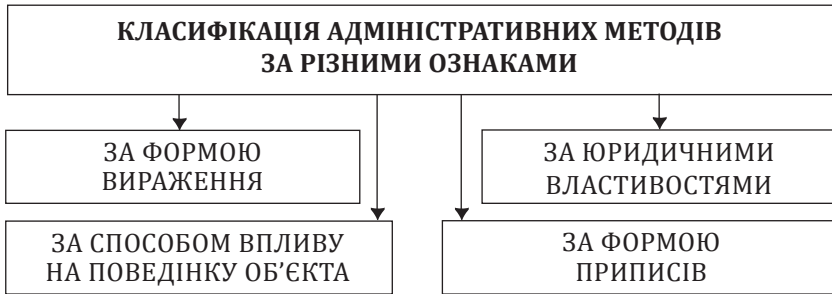 КЛАСИФІКАЦІЯ АДМІНІСТРАТИВНИХ МЕТОДІВ
ЗА РІЗНИМИ ОЗНАКАМИ
ЗА ФОРМОЮ
ВИРАЖЕННЯ
ЗА ЮРИДИЧНИМИ
ВЛАСТИВОСТЯМИ
ЗА СПОСОБОМ ВПЛИВУ
НА ПОВЕДІНКУ ОБ’ЄКТА
ЗА ФОРМОЮ
ПРИПИСІВ